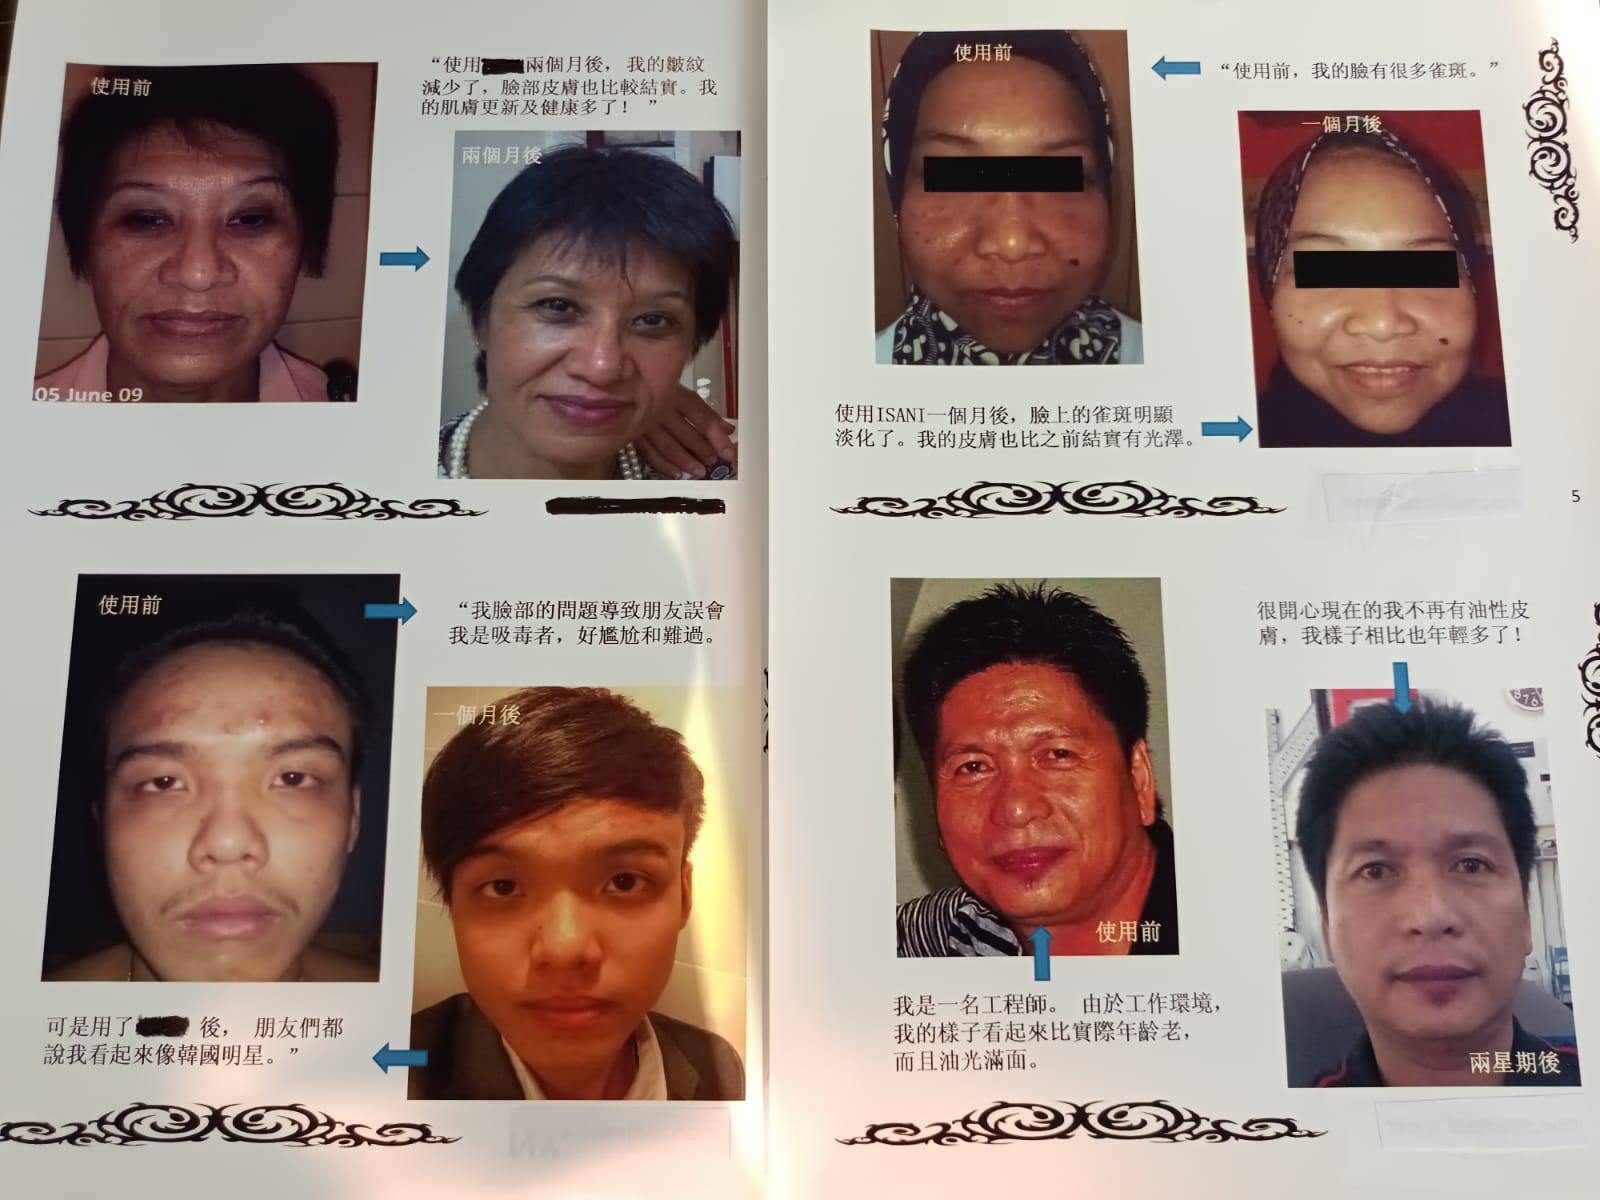 使用前
“使用 兩個月後，我的皺紋
減少了，臉部皮膚也比較結實。我
的肌膚更新及健康多了！ ”
兩個月後
05 June 09
使用前
“使用前，我的臉有很多雀斑。”
一個月後
使用ISANI一個月後，臉上的雀斑明顯
淡化了。我的皮膚也比之前結實有光澤。
5
使用前
“我臉部的問題導致朋友誤會
我是吸毒者，好尷尬和難過。
一個月後
可是用了 後， 朋友們都
說我看起來像韓國明星。”
很開心現在的我不再有油性皮
膚，我樣子相比也年輕多了！
使用前
我是一名工程師。 由於工作環境，
我的樣子看起來比實際年齡老，
而且油光滿面。
兩星期後